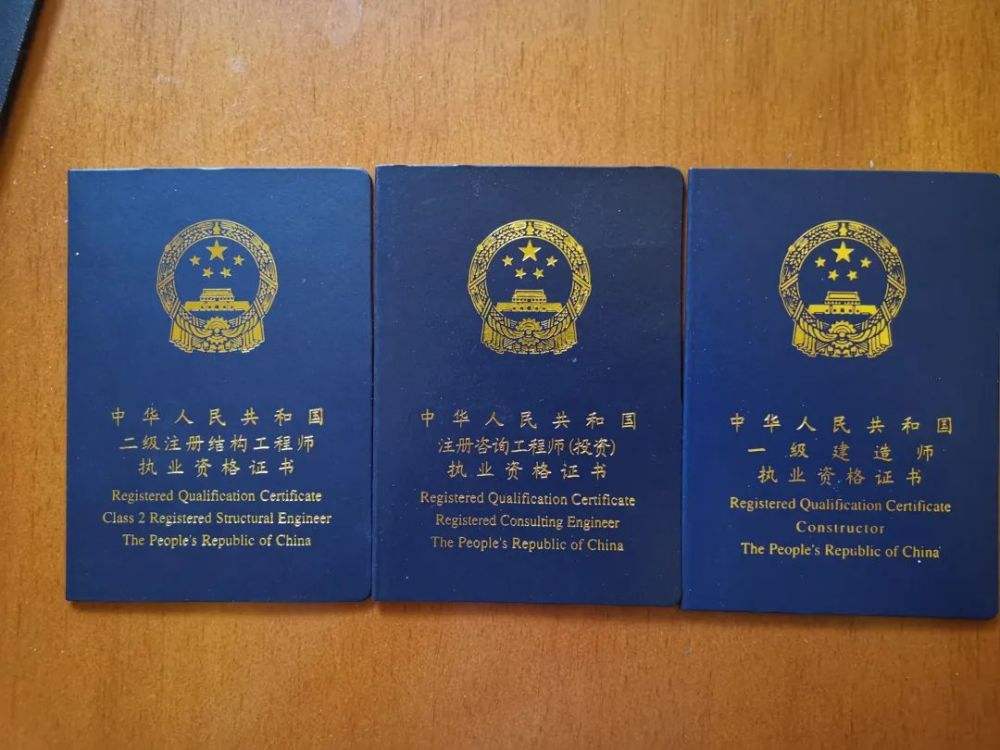 中华人民共和国
二级注册结构工程师
执业资格证书
Registered Qualification Certificate
Class 2 Registered Structural Engineer
The People's Republic of China
中华人民共和国
注册咨询工程师(投资)
执业资格证书
Registered Qualification Certificate
Registered Consulting Engineer
The People's Republic of China
中华人民共和国
一级建造师
执业资格证书
Registered Qualification Certificate
Constructor
The People's Republic of China